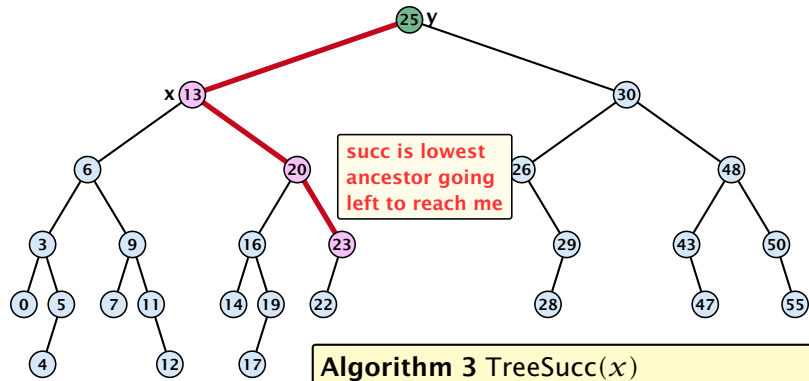 25 y
x 13 30
6 20 26 48
succ is lowest
ancestor going
left to reach me
3 9 16 23 29 43 50
0 5 7 11 14 19 22 28 47 55
4 12 17
Algorithm 3 TreeSucc(x)